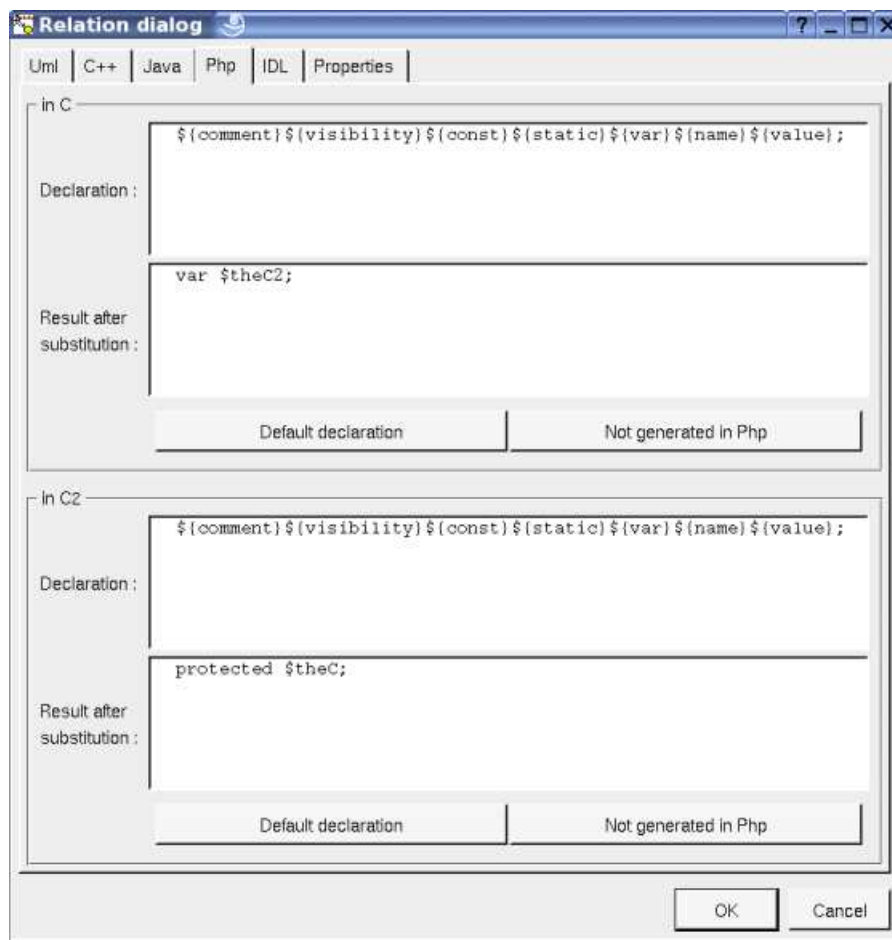 Relation dialog
Uml C++ Java Php IDL Properties
in C
${comment}${visibility}${const}${static}${var}${name}${value};
Declaration :
var $theC2;
Result after
substitution :
Default declaration Not generated in Php
in C2
${comment}${visibility}${const}${static}${var}${name}${value};
Declaration :
protected $theC;
Result after
substitution :
Default declaration Not generated in Php
OK Cancel